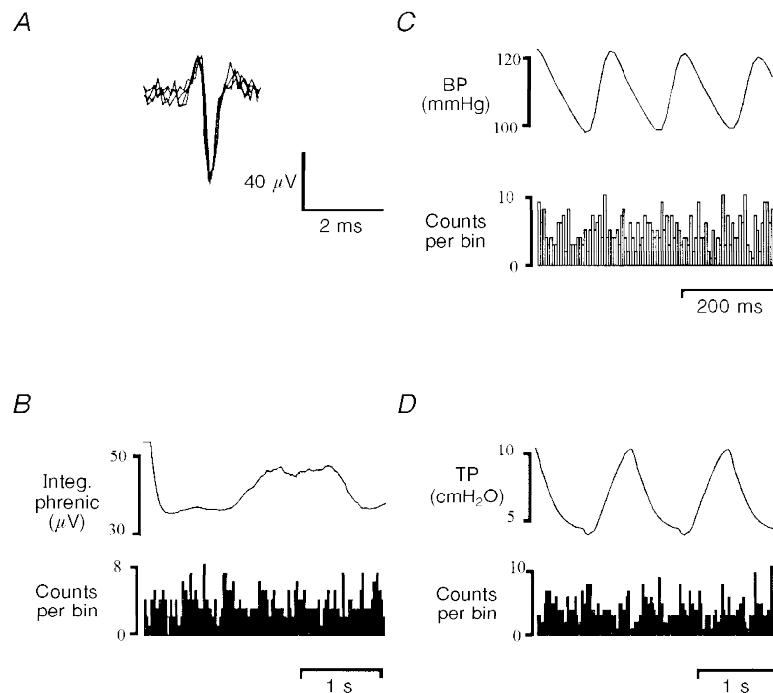 A
40 μV
2 ms
C
120
BP
(mmHg)
100
10
Counts
per bin
0
200 ms
B
50
Integ.
phrenic
(μV)
30
8
Counts
per bin
0
1 s
D
10
TP
(cmH₂O)
5
10
Counts
per bin
0
1 s